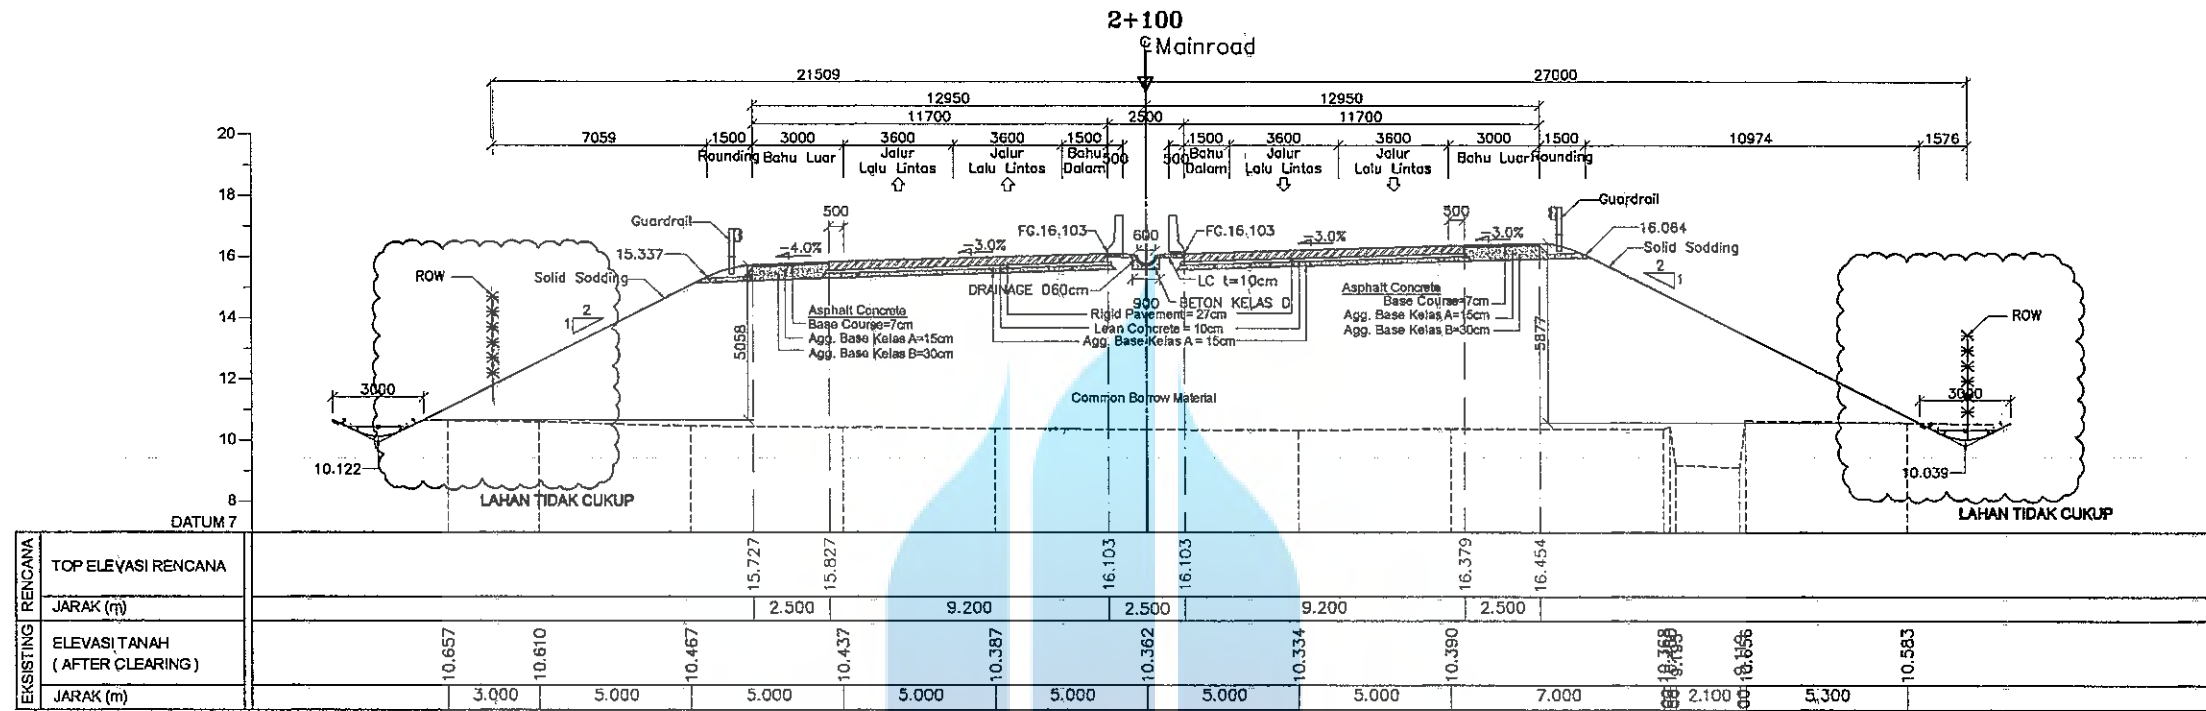 2+100
℄ Mainroad
21509 27000
12950 12950
11700 2500 11700
7059 1500 3000 3600 3600 1500 1500 3600 3600 3000 1500 10974 1576
Rounding Bahu Luar Jalur Lalu Lintas Jalur Lalu Lintas Bahu Dalam 500 500 Bahu Dalam Jalur Lalu Lintas Jalur Lalu Lintas Bahu Luar Rounding
20
18
16
14
12
10
8
DATUM 7
Guardrail 500 FG.16,103 600 FG.16,103 500 Guardrail
15.337 -4.0% -3.0% -3.0% -3.0% 16.064
Solid Sodding Solid Sodding
ROW 2 1 2 1 ROW
DRAINAGE D60cm LC t=10cm
900 BETON KELAS D
Asphalt Concrete
Base Course=7cm
Agg. Base Kelas A=15cm
Agg. Base Kelas B=30cm
Rigid Pavement = 27cm
Lean Concrete = 10cm
Agg. Base Kelas A = 15cm
Asphalt Concrete
Base Course=7cm
Agg. Base Kelas A=15cm
Agg. Base Kelas B=30cm
5058 5877
3000 3000
Common Borrow Material
10.122 10.039
LAHAN TIDAK CUKUP LAHAN TIDAK CUKUP
RENCANA
TOP ELEVASI RENCANA 15.727 15.827 16.103 16.103 16.379 16.454
JARAK (m) 2.500 9.200 2.500 9.200 2.500
EKSISTING
ELEVASI TANAH
( AFTER CLEARING ) 10.657 10.610 10.467 10.437 10.387 10.362 10.334 10.390 10.368 10.656 10.583
JARAK (m) 3.000 5.000 5.000 5.000 5.000 5.000 5.000 7.000 2.100 5.300